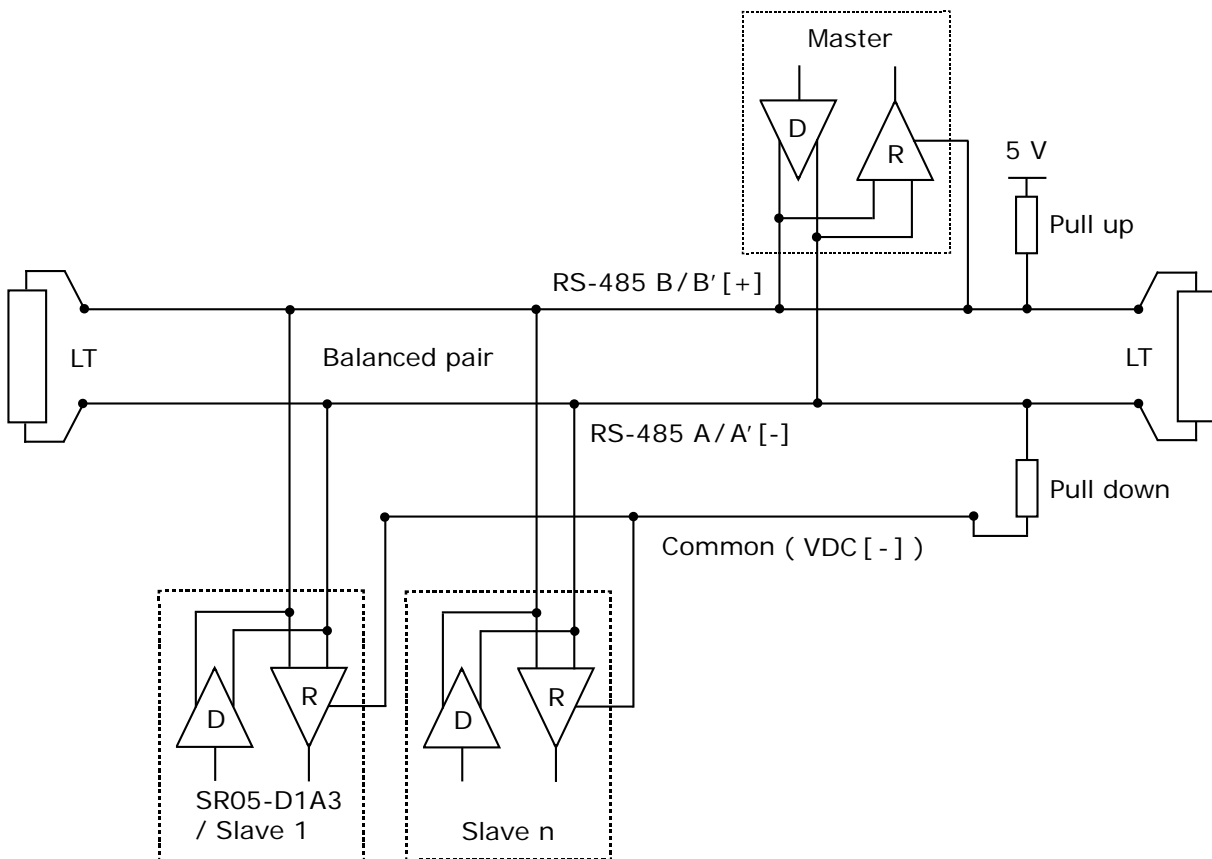 Master
D
R
5 V
Pull up
RS-485 B/B' [+]
LT
Balanced pair
LT
RS-485 A/A' [-]
Pull down
Common ( VDC [ - ] )
D
R
D
R
SR05-D1A3
/ Slave 1
Slave n